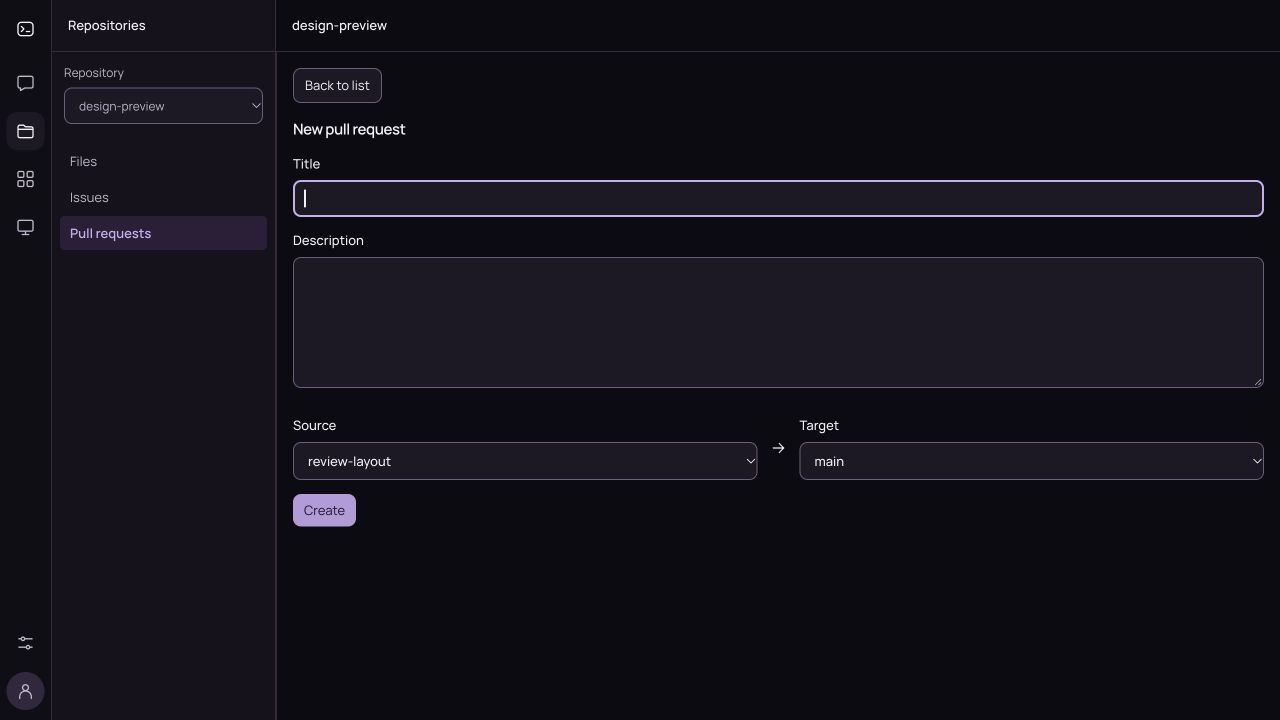 Repositories
design-preview
Repository
design-preview
Files
Issues
Pull requests
Back to list
New pull request
Title
Description
Source
review-layout
→
Target
main
Create